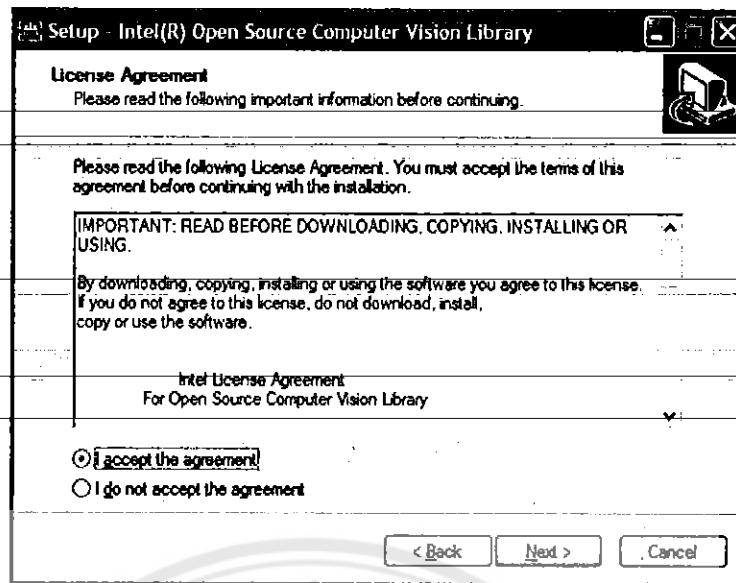 Setup - Intel(R) Open Source Computer Vision Library
License Agreement
Please read the following important information before continuing.
Please read the following License Agreement. You must accept the terms of this
agreement before continuing with the installation.
IMPORTANT: READ BEFORE DOWNLOADING, COPYING, INSTALLING OR
USING.
By downloading, copying, installing or using the software you agree to this license.
If you do not agree to this license, do not download, install,
copy or use the software.
Intel License Agreement
For Open Source Computer Vision Library
I accept the agreement
I do not accept the agreement
< Back
Next >
Cancel